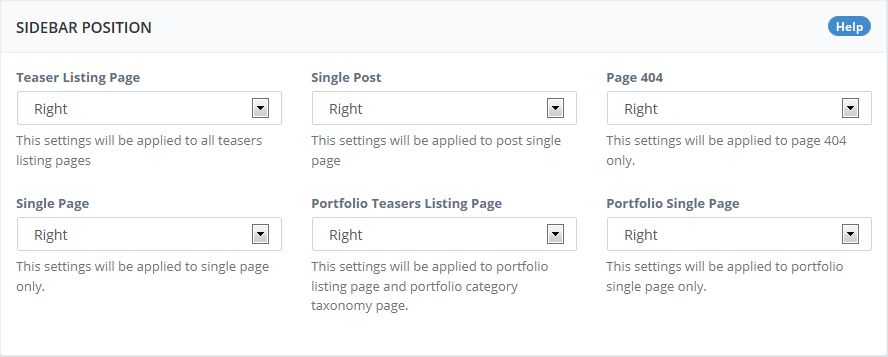 SIDEBAR POSITION
Help
Teaser Listing Page
Right
This settings will be applied to all teasers
listing pages
Single Post
Right
This settings will be applied to post single
page
Page 404
Right
This settings will be applied to page 404
only.
Single Page
Right
This settings will be applied to single page
only.
Portfolio Teasers Listing Page
Right
This settings will be applied to portfolio
listing page and portfolio category
taxonomy page.
Portfolio Single Page
Right
This settings will be applied to portfolio
single page only.